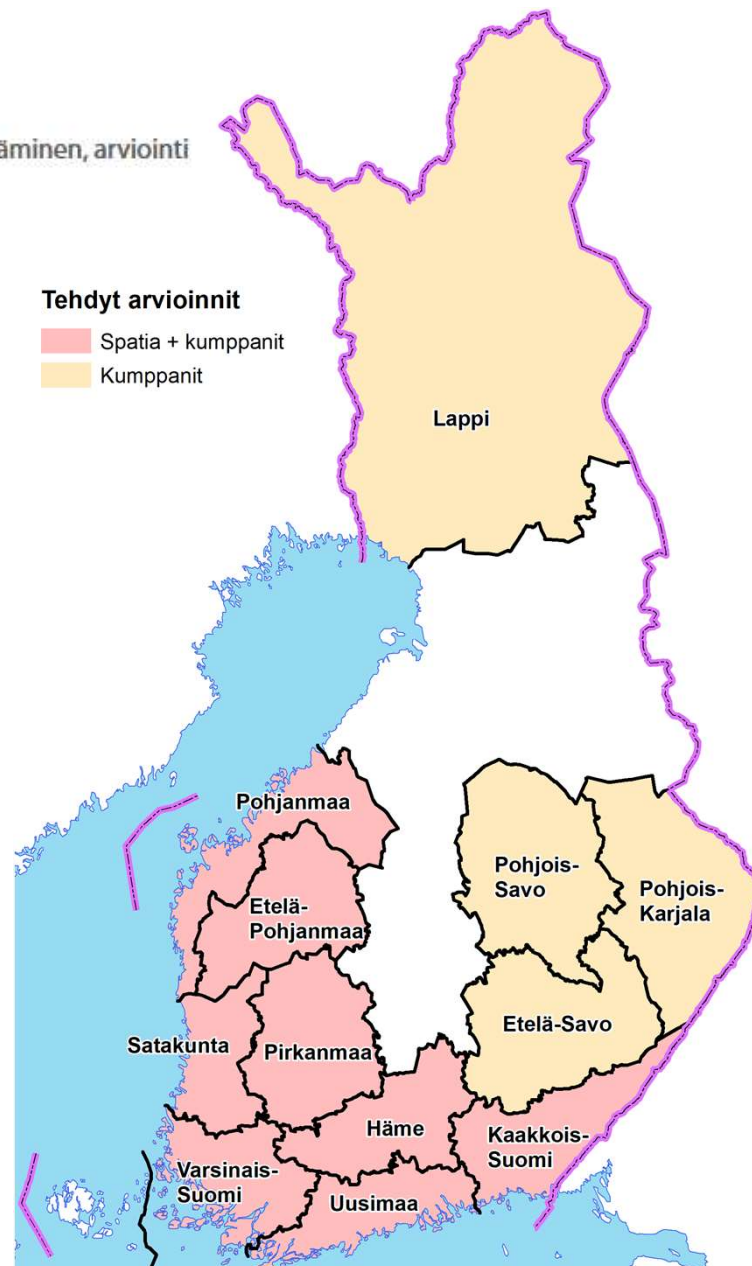 äminen, arviointi
Tehdyt arvioinnit
Spatia + kumppanit
Kumppanit
Lappi
Pohjanmaa
Etelä-
Pohjanmaa
Pohjois-
Savo
Pohjois-
Karjala
Satakunta
Pirkanmaa
Etelä-Savo
Häme
Kaakkois-
Suomi
Varsinais-
Suomi
Uusimaa